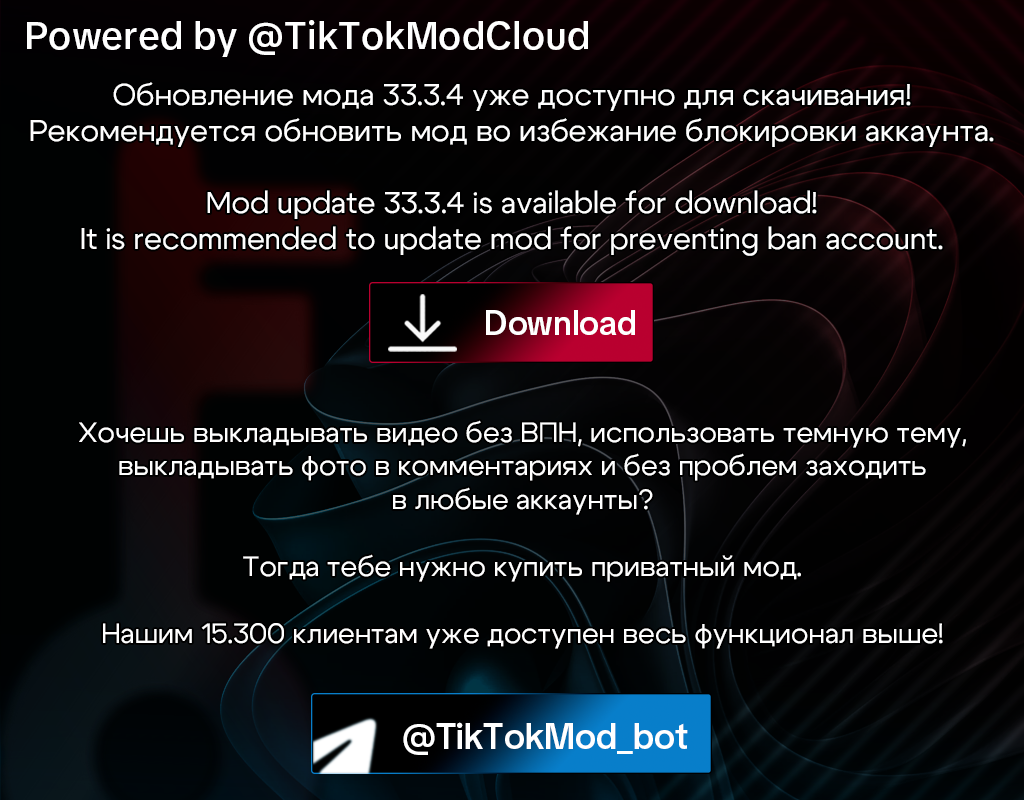 Powered by @TikTokModCloud
Обновление мода 33.3.4 уже доступно для скачивания!
Рекомендуется обновить мод во избежание блокировки аккаунта.
Mod update 33.3.4 is available for download!
It is recommended to update mod for preventing ban account.
Download
Хочешь выкладывать видео без ВПН, использовать темную тему,
выкладывать фото в комментариях и без проблем заходить
в любые аккаунты?
Тогда тебе нужно купить приватный мод.
Нашим 15.300 клиентам уже доступен весь функционал выше!
@TikTokMod_bot